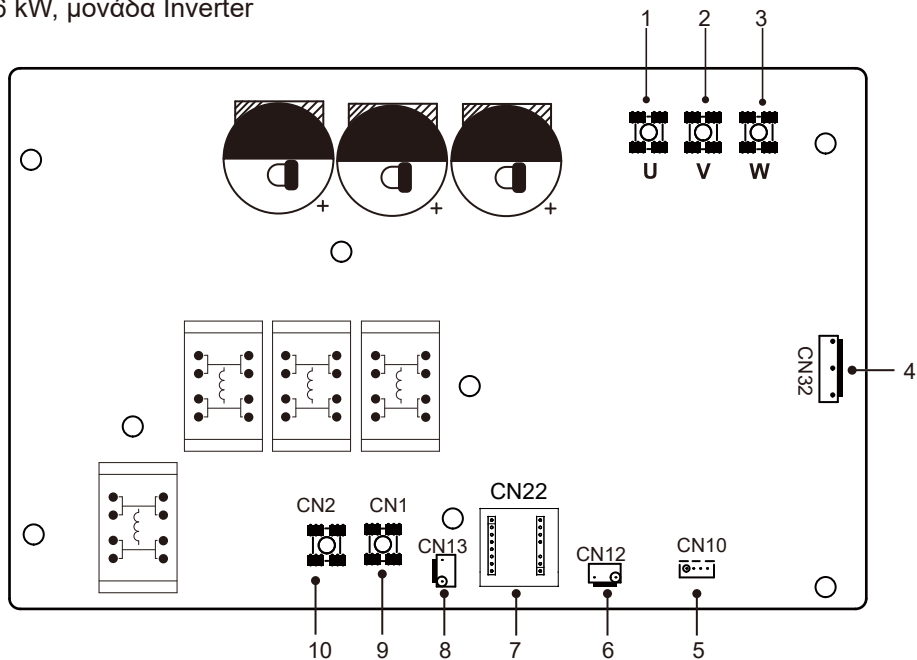 kW, μονάδα Inverter
1 2 3
U V W
+ + +
CN32
4
CN22
CN2 CN1
CN13
CN12
CN10
10 9 8 7 6 5